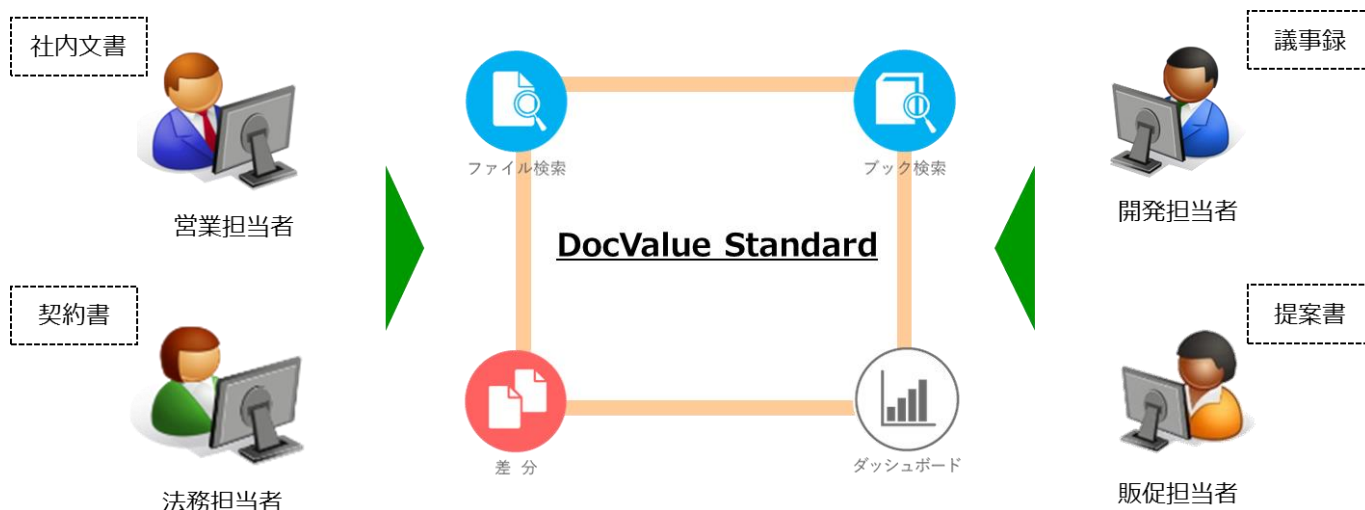 社内文書
営業担当者
契約書
法務担当者
ファイル検索
ブック検索
DocValue Standard
差 分
ダッシュボード
議事録
開発担当者
提案書
販促担当者